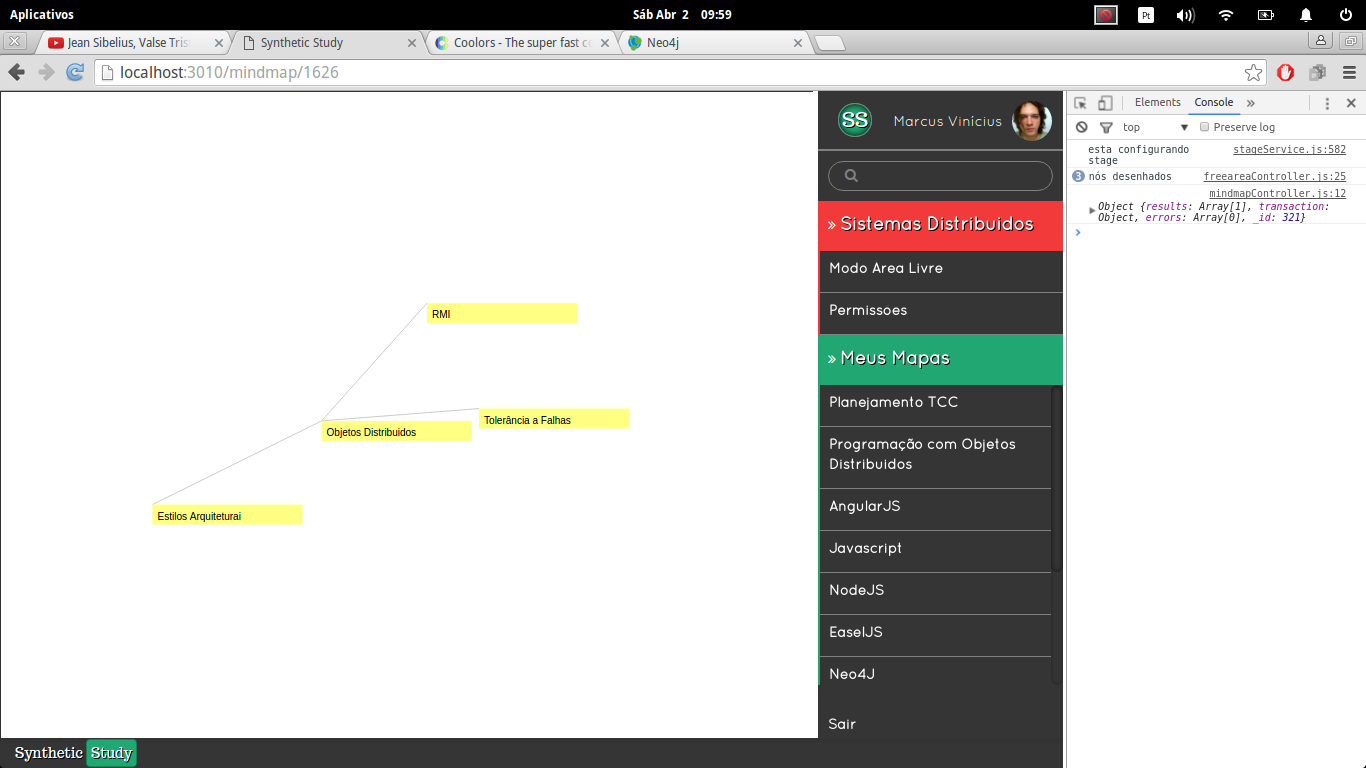 Aplicativos
Sáb Abr 2 09:59
Pt
Jean Sibelius, Valse Tris
Synthetic Study
Coolors - The super fast co
Neo4j
localhost:3010/mindmap/1626
RMI
Tolerância a Falhas
Objetos Distribuidos
Estilos Arquiteturai
SS
Marcus Vinícius
» Sistemas Distribuidos
Modo Area Livre
Permissoes
» Meus Mapas
Planejamento TCC
Programação com Objetos
Distribuidos
AngularJS
Javascript
NodeJS
EaselJS
Neo4J
Sair
Elements Console »
top ▼ Preserve log
esta configurando stageService.js:582
stage
3 nós desenhados freeareaController.js:25
mindmapController.js:12
Object {results: Array[1], transaction:
Object, errors: Array[0], _id: 321}
Synthetic Study